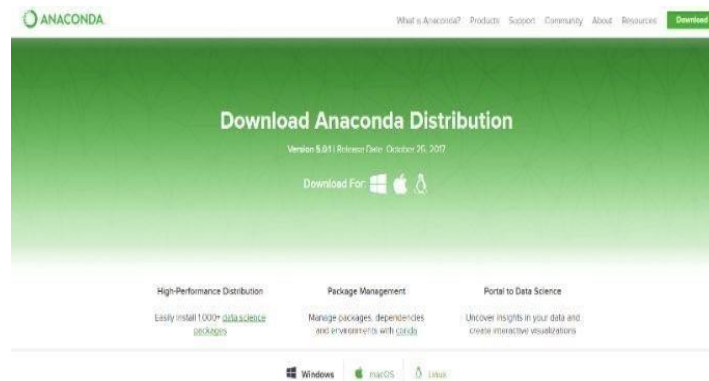 ANACONDA
What is Anaconda? Products Support Community About Resources Download
Download Anaconda Distribution
Version 5.0.1 | Release Date: October 25, 2017
Download For:
High-Performance Distribution
Easily install 1,000+ data science
packages
Package Management
Manage packages, dependencies
and environments with conda
Portal to Data Science
Uncover insights in your data and
create interactive visualizations
Windows macOS Linux